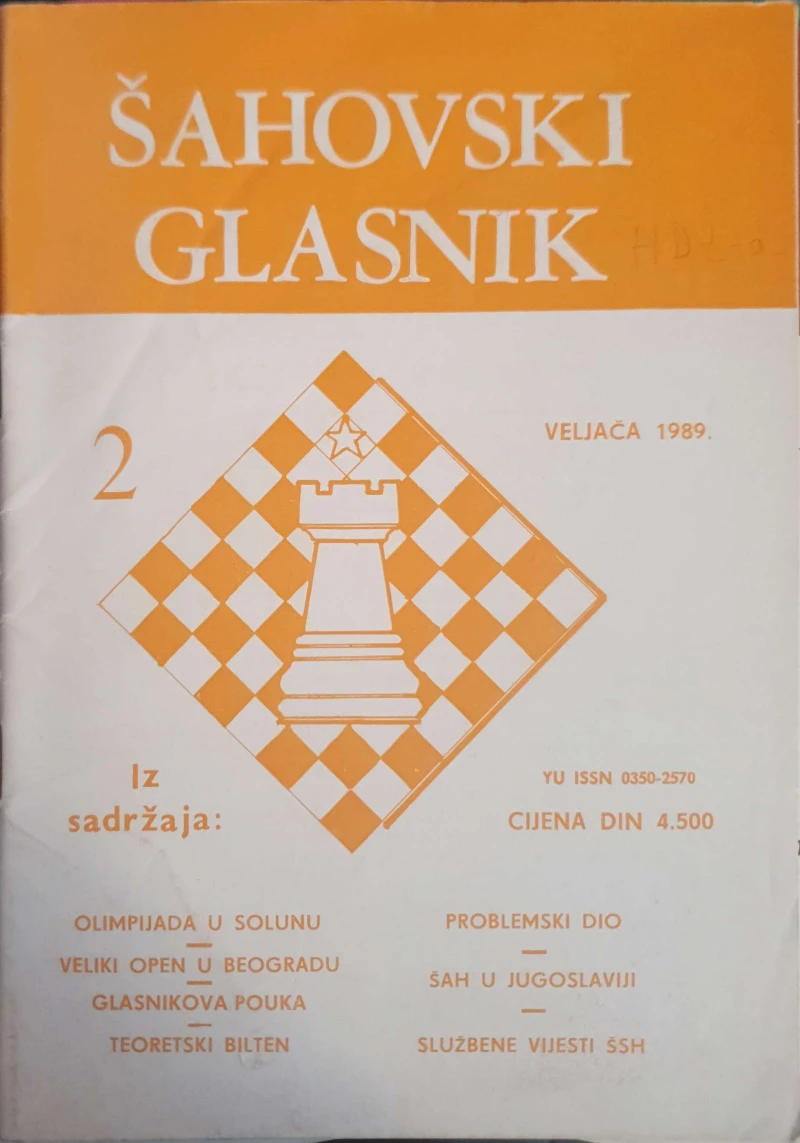 ŠAHOVSKI
GLASNIK
2
VELJAČA 1989.
Iz
sadržaja:
YU ISSN 0350-2570
CIJENA DIN 4.500
OLIMPIJADA U SOLUNU
VELIKI OPEN U BEOGRADU
GLASNIKOVA POUKA
TEORETSKI BILTEN
PROBLEMSKI DIO
ŠAH U JUGOSLAVIJI
SLUŽBENE VIJESTI ŠSH